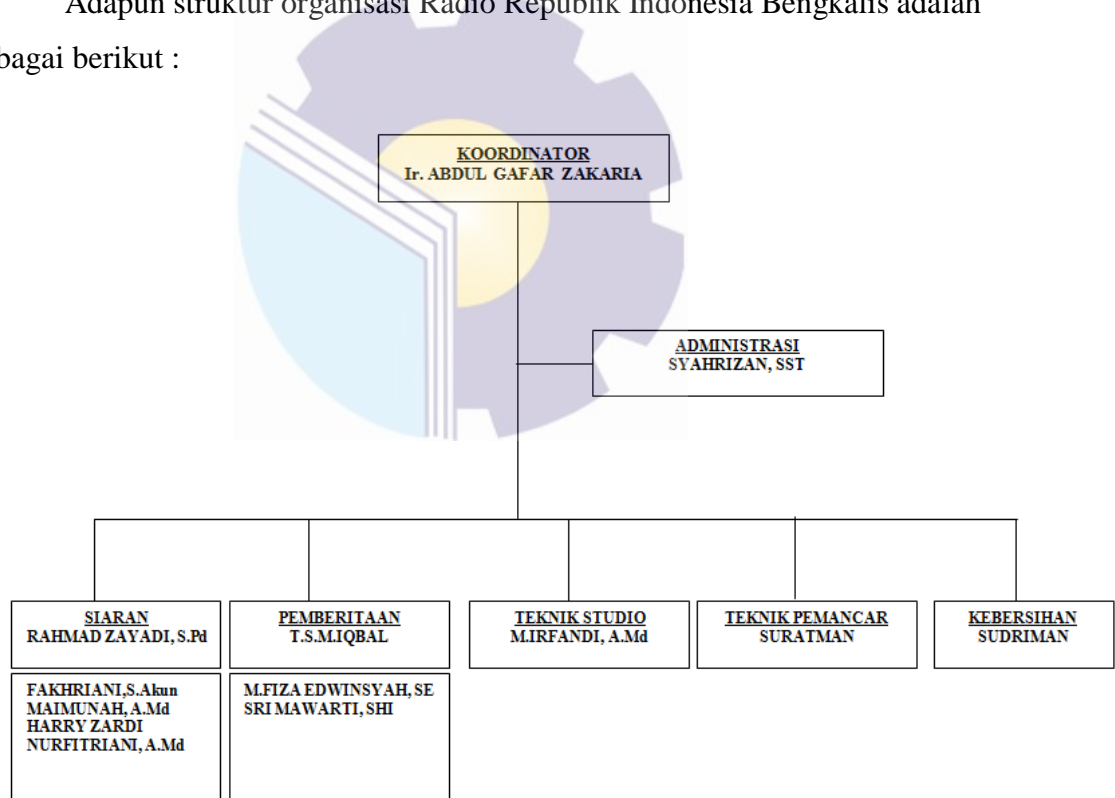 Adapun struktur organisasi Radio Republik Indonesia Bengkalis adalah
bagai berikut :
KOORDINATOR
Ir. ABDUL GAFAR ZAKARIA
ADMINISTRASI
SYAHRIZAN, SST
SIARAN
RAHMAD ZAYADI, S.Pd
PEMBERITAAN
T.S.M.IQBAL
TEKNIK STUDIO
M.IRFANDI, A.Md
TEKNIK PEMANCAR
SURATMAN
KEBERSIHAN
SUDRIMAN
FAKHRIANI,S.Akun
MAIMUNAH, A.Md
HARRY ZARDI
NURFITRIANI, A.Md
M.FIZA EDWINSYAH, SE
SRI MAWARTI, SHI